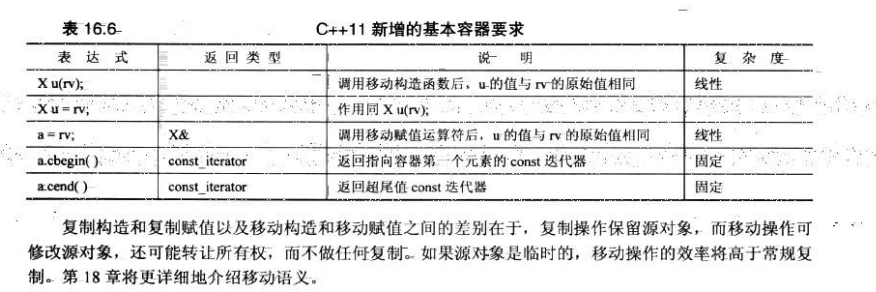 表 16.6 C++11 新增的基本容器要求
表 达 式 返 回 类 型 说 明 复 杂 度
X u(rv); 调用移动构造函数后，u 的值与 rv 的原始值相同 线性
X u = rv; 作用同 X u(rv);
a = rv; X& 调用移动赋值运算符后，u 的值与 rv 的原始值相同 线性
a.cbegin( ) const_iterator 返回指向容器第一个元素的 const 迭代器 固定
a.cend( ) const_iterator 返回超尾值 const 迭代器 固定
复制构造和复制赋值以及移动构造和移动赋值之间的差别在于，复制操作保留源对象，而移动操作可
修改源对象，还可能转让所有权，而不做任何复制。如果源对象是临时的，移动操作的效率将高于常规复
制。第 18 章将更详细地介绍移动语义。